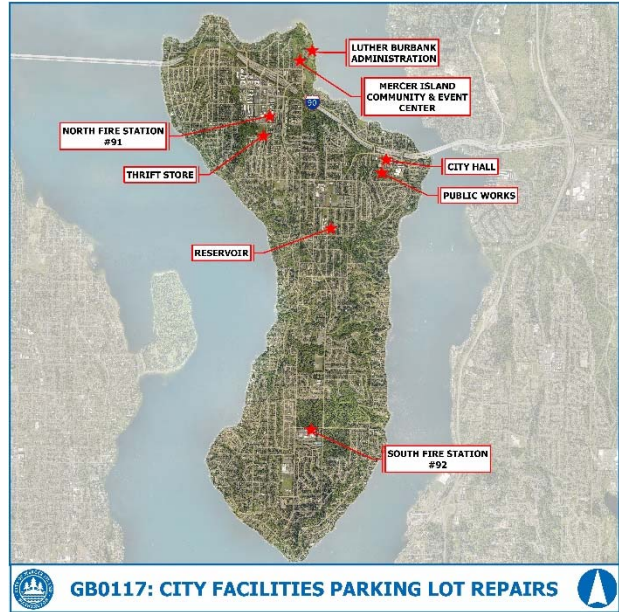 LUTHER BURBANK
ADMINISTRATION
MERCER ISLAND
COMMUNITY & EVENT
CENTER
90
NORTH FIRE STATION
#91
THRIFT STORE
CITY HALL
PUBLIC WORKS
RESERVOIR
SOUTH FIRE STATION
#92
GB0117: CITY FACILITIES PARKING LOT REPAIRS